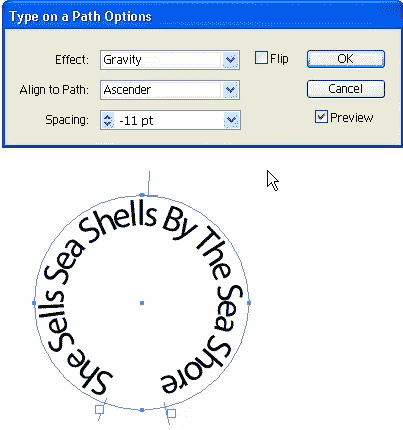 Type on a Path Options
Effect: Gravity Flip OK
Align to Path: Ascender Cancel
Spacing: -11 pt Preview
She Sells Sea Shells By The Sea Shore